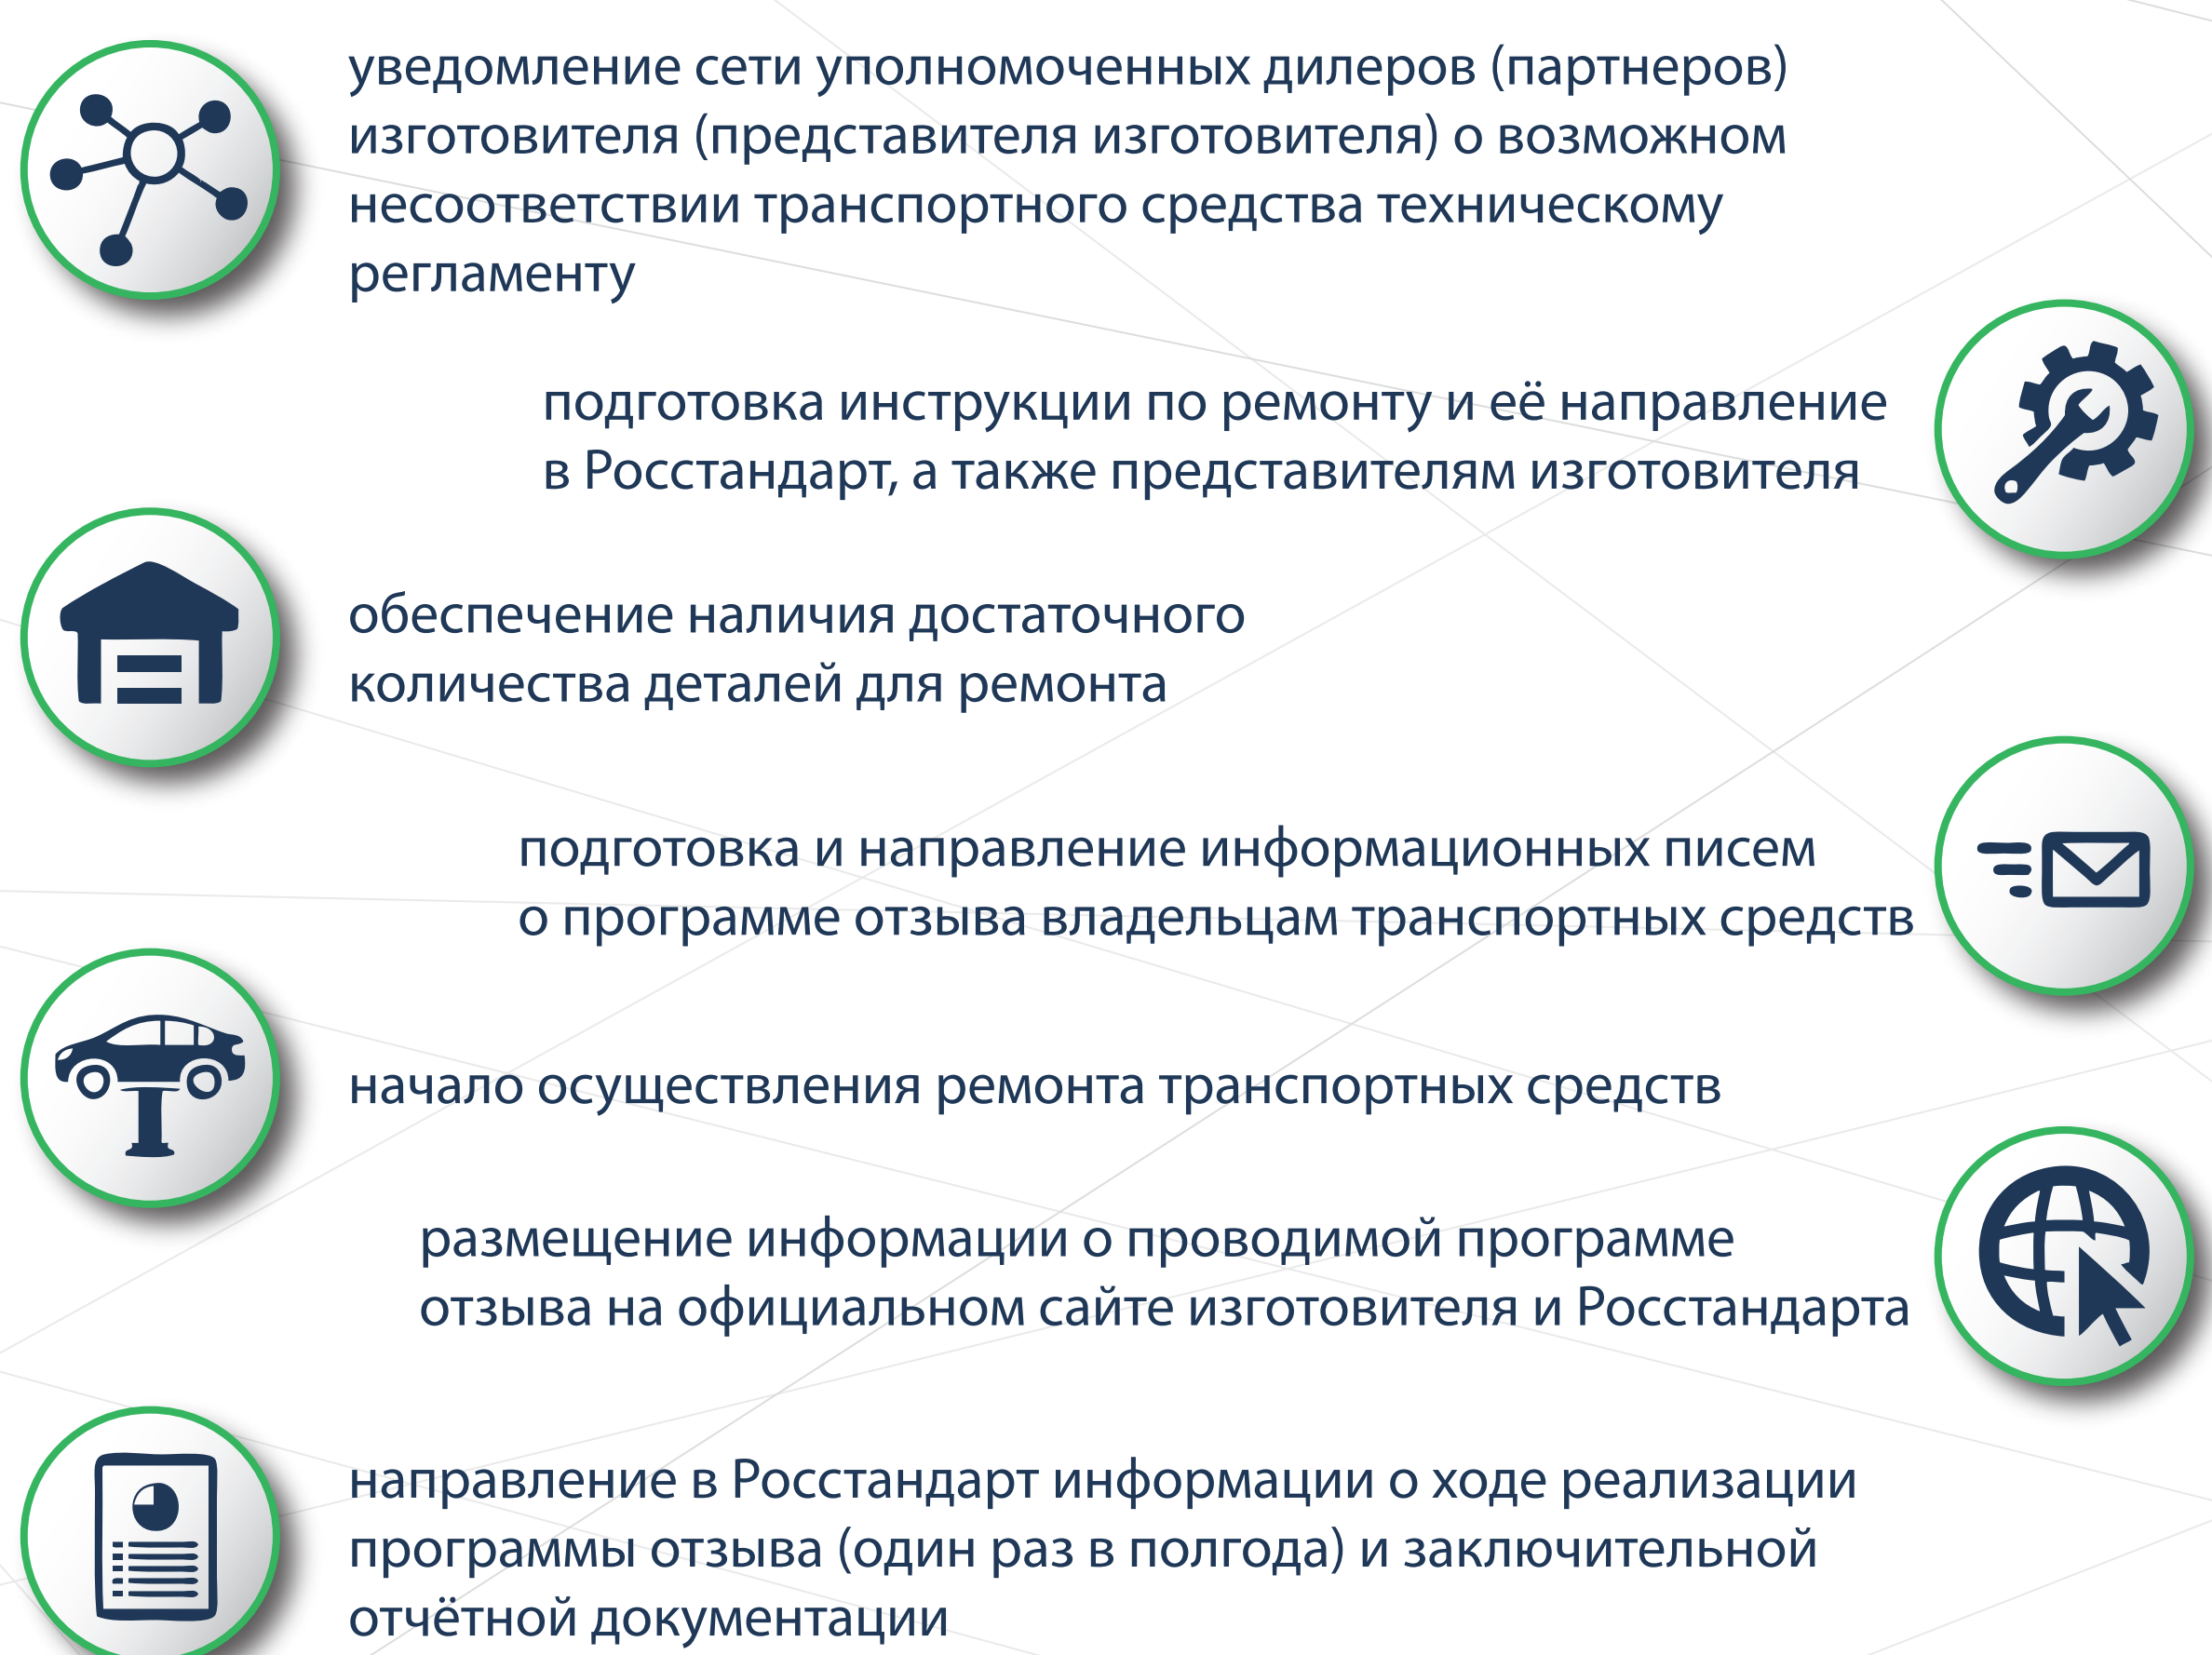 уведомление сети уполномоченных дилеров (партнеров)
изготовителя (представителя изготовителя) о возможном
несоответствии транспортного средства техническому
регламенту
подготовка инструкции по ремонту и её направление
в Росстандарт, а также представителям изготовителя
обеспечение наличия достаточного
количества деталей для ремонта
подготовка и направление информационных писем
о программе отзыва владельцам транспортных средств
начало осуществления ремонта транспортных средств
размещение информации о проводимой программе
отзыва на официальном сайте изготовителя и Росстандарта
направление в Росстандарт информации о ходе реализации
программы отзыва (один раз в полгода) и заключительной
отчётной документации